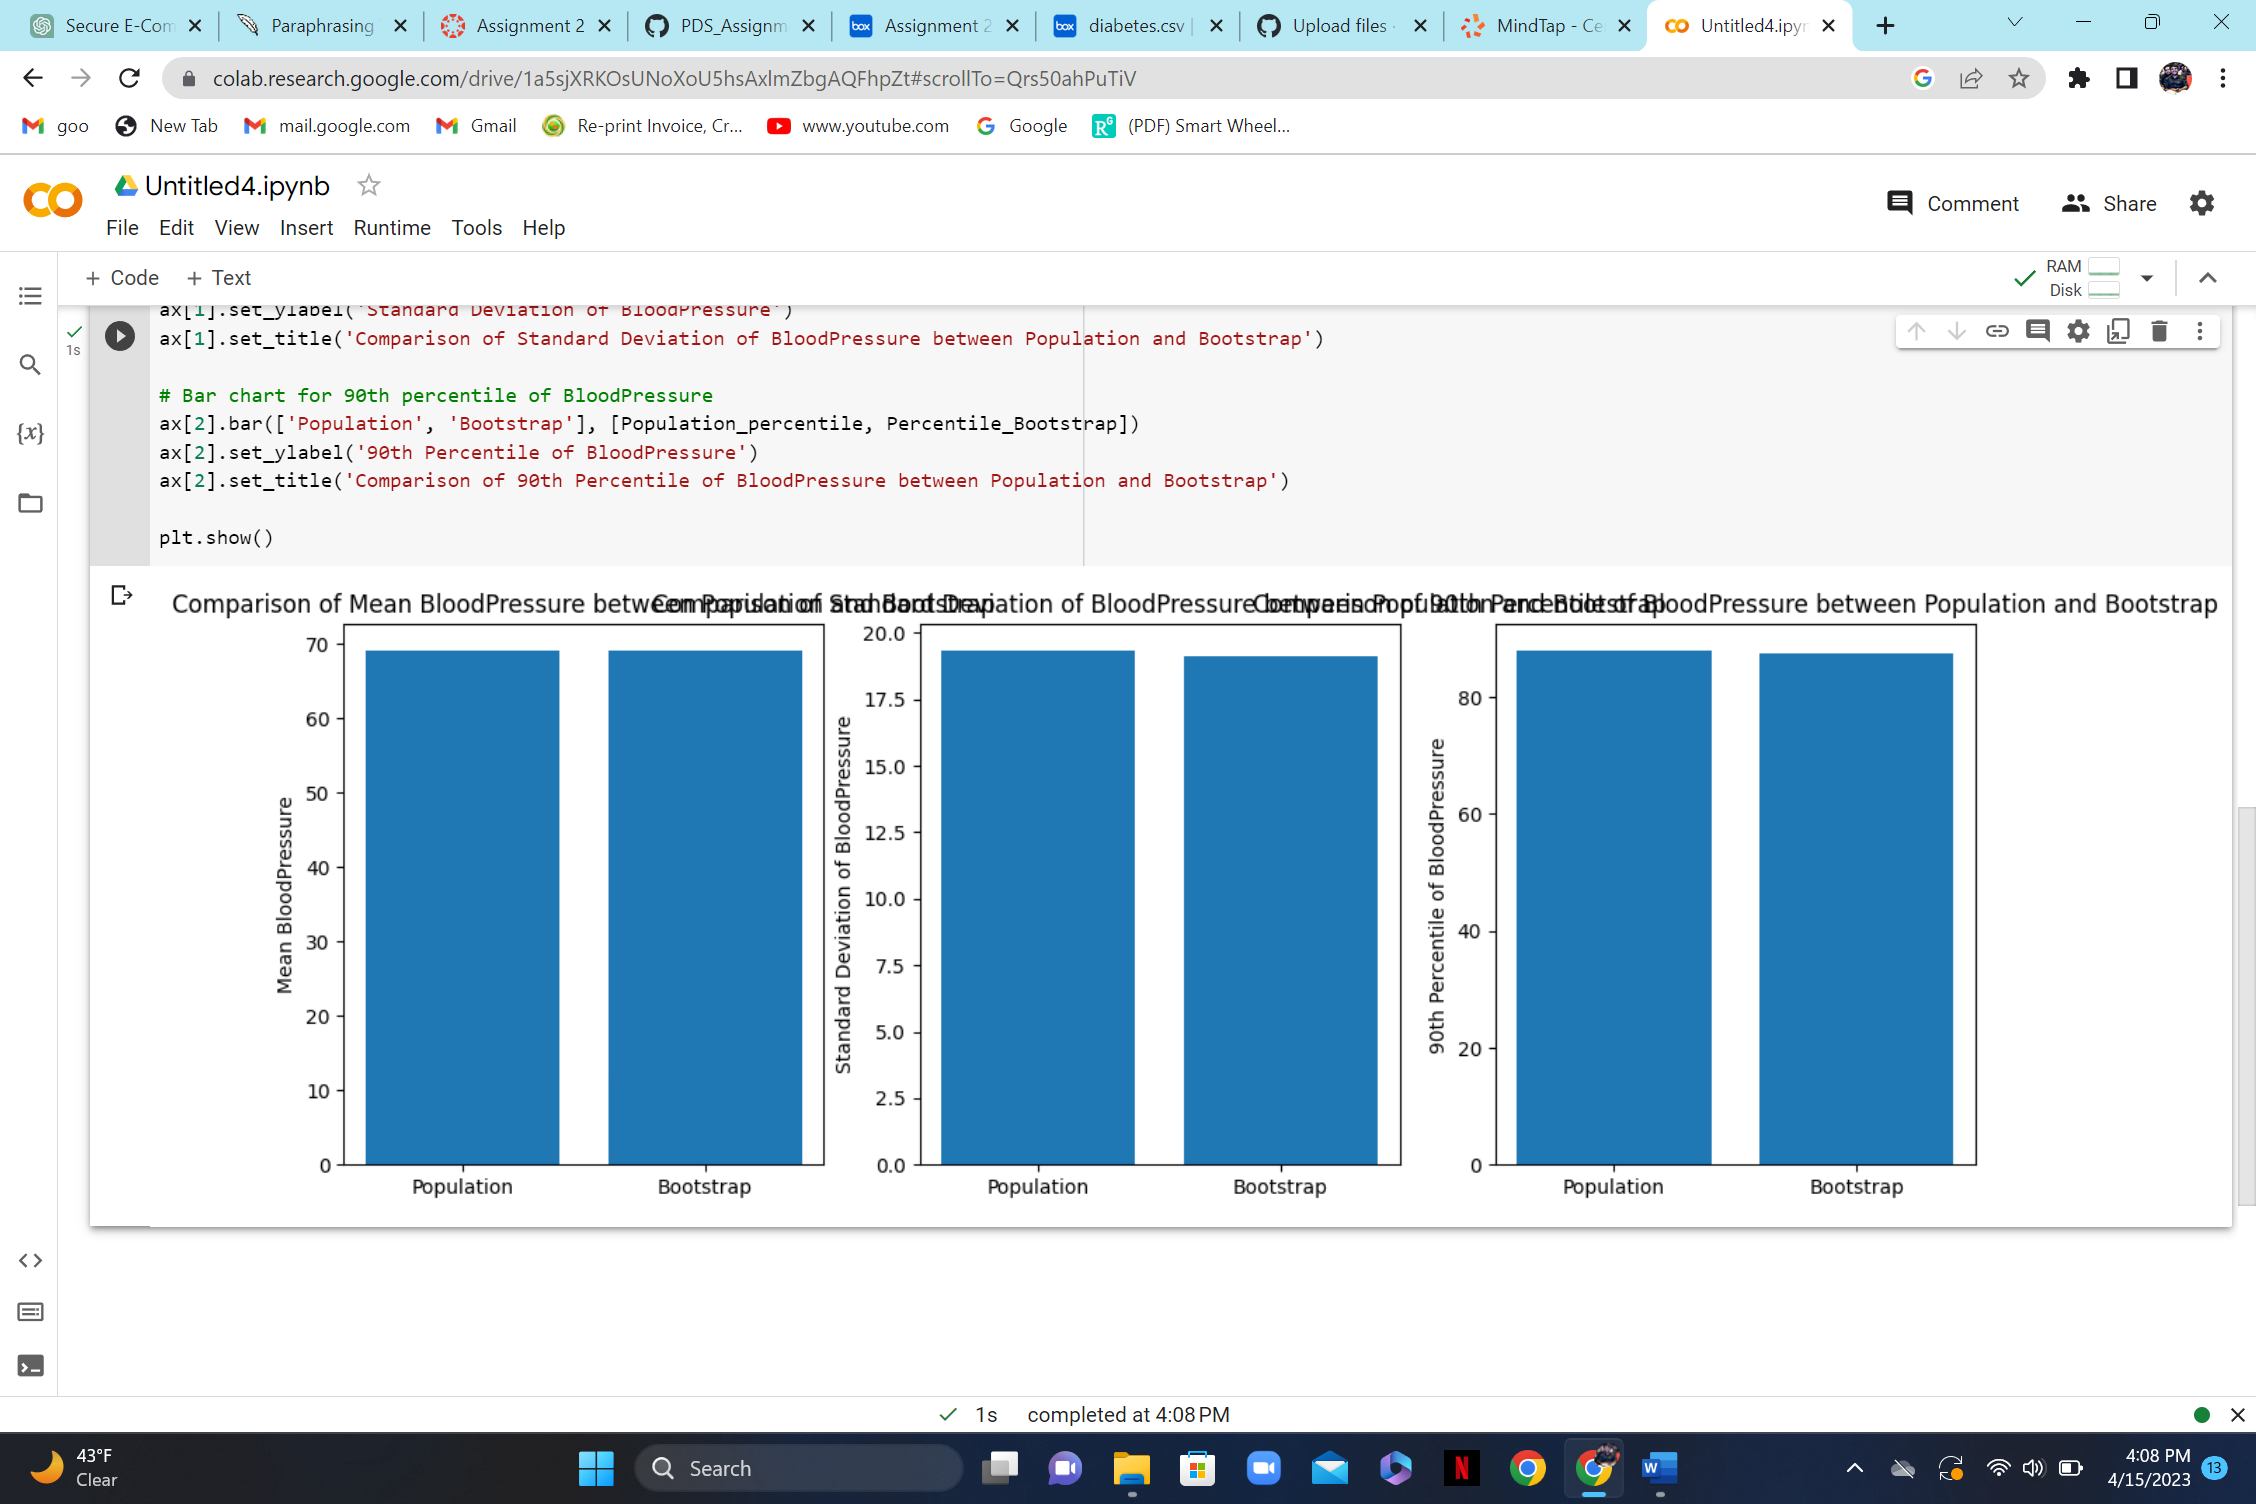 Secure E-Com
Paraphrasing
Assignment 2
PDS_Assignm
box Assignment 2
box diabetes.csv |
Upload files ·
MindTap - Ce
Untitled4.ipyn
colab.research.google.com/drive/1a5sjXRKOsUNoXoU5hsAxlmZbgAQFhpZt#scrollTo=Qrs50ahPuTiV
goo
New Tab
mail.google.com
Gmail
Re-print Invoice, Cr...
www.youtube.com
Google
(PDF) Smart Wheel...
Untitled4.ipynb
Comment
Share
File Edit View Insert Runtime Tools Help
+ Code + Text
RAM
Disk
ax[1].set_ylabel('Standard Deviation of BloodPressure')
1s
ax[1].set_title('Comparison of Standard Deviation of BloodPressure between Population and Bootstrap')
# Bar chart for 90th percentile of BloodPressure
ax[2].bar(['Population', 'Bootstrap'], [Population_percentile, Percentile_Bootstrap])
ax[2].set_ylabel('90th Percentile of BloodPressure')
ax[2].set_title('Comparison of 90th Percentile of BloodPressure between Population and Bootstrap')
plt.show()
{x}
Comparison of Mean BloodPressure between Population and Bootstrap
Comparison of Standard Deviation of BloodPressure between Population and Bootstrap
Comparison of 90th Percentile of BloodPressure between Population and Bootstrap
Mean BloodPressure
70
60
50
40
30
20
10
0
Population Bootstrap
Standard Deviation of BloodPressure
20.0
17.5
15.0
12.5
10.0
7.5
5.0
2.5
0.0
Population Bootstrap
90th Percentile of BloodPressure
80
60
40
20
0
Population Bootstrap
1s completed at 4:08 PM
43°F
Clear
Search
N
W
4:08 PM
4/15/2023
13